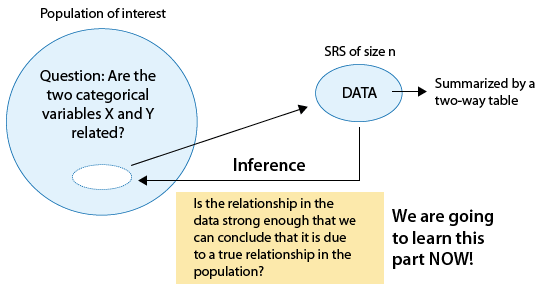 Population of interest
Question: Are the
two categorical
variables X and Y
related?
SRS of size n
DATA
Summarized by a
two-way table
Inference
Is the relationship in the
data strong enough that we
can conclude that it is due
to a true relationship in the
population?
We are going
to learn this
part NOW!